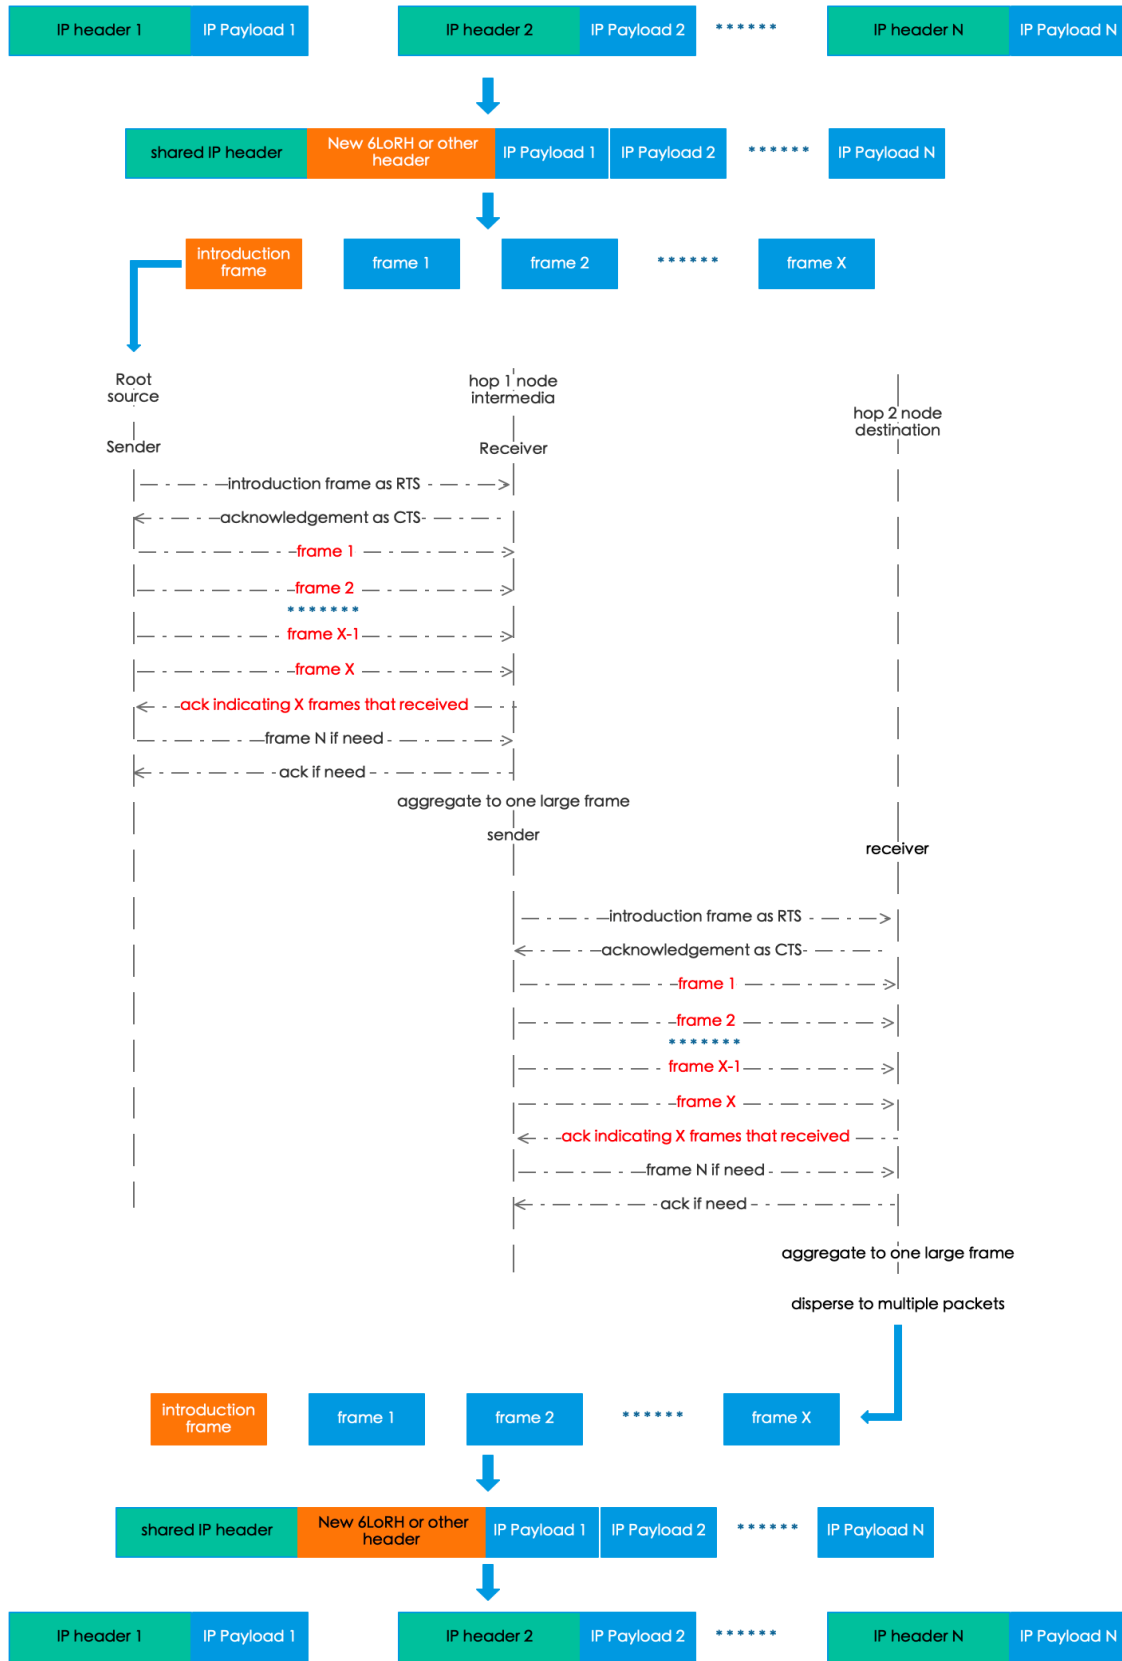 IP header 1 IP Payload 1 IP header 2 IP Payload 2 ****** IP header N IP Payload N
shared IP header New 6LoRH or other header IP Payload 1 IP Payload 2 ****** IP Payload N
introduction frame frame 1 frame 2 ****** frame X
Root source
hop 1 node intermedia
hop 2 node destination
Sender Receiver
introduction frame as RTS
acknowledgement as CTS
frame 1
frame 2
*******
frame X-1
frame X
ack indicating X frames that received
frame N if need
ack if need
aggregate to one large frame
sender
receiver
introduction frame as RTS
acknowledgement as CTS
frame 1
frame 2
*******
frame X-1
frame X
ack indicating X frames that received
frame N if need
ack if need
aggregate to one large frame
disperse to multiple packets
introduction frame frame 1 frame 2 ****** frame X
shared IP header New 6LoRH or other header IP Payload 1 IP Payload 2 ****** IP Payload N
IP header 1 IP Payload 1 IP header 2 IP Payload 2 ****** IP header N IP Payload N